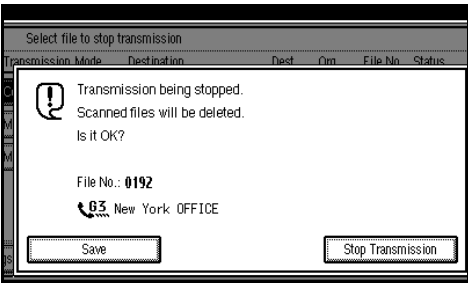 Select file to stop transmission
Transmission Mode Destination Dest. Org. File No. Status
Transmission being stopped.
Scanned files will be deleted.
Is it OK?
File No.: 0192
G3 New York OFFICE
Save Stop Transmission